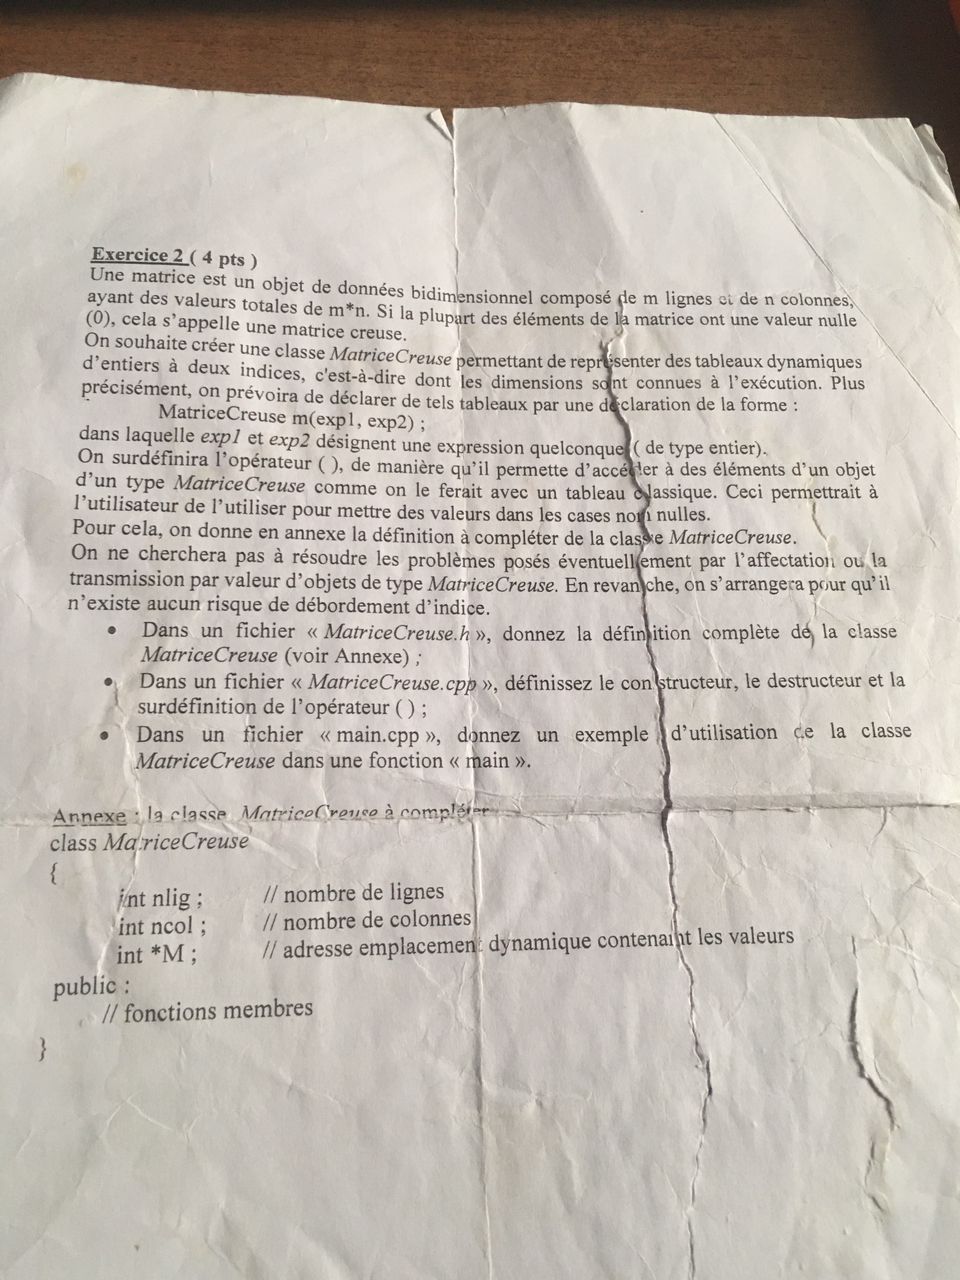 Exercice 2 ( 4 pts )
Une matrice est un objet de données bidimensionnel composé de m lignes et de n colonnes,
ayant des valeurs totales de m*n. Si la plupart des éléments de la matrice ont une valeur nulle
(0), cela s’appelle une matrice creuse.
On souhaite créer une classe MatriceCreuse permettant de représenter des tableaux dynamiques
d’entiers à deux indices, c'est-à-dire dont les dimensions sont connues à l’exécution. Plus
précisément, on prévoira de déclarer de tels tableaux par une déclaration de la forme :
MatriceCreuse m(exp1, exp2) ;
dans laquelle exp1 et exp2 désignent une expression quelconque ( de type entier).
On surdéfinira l’opérateur ( ), de manière qu’il permette d’accéder à des éléments d’un objet
d’un type MatriceCreuse comme on le ferait avec un tableau classique. Ceci permettrait à
l’utilisateur de l’utiliser pour mettre des valeurs dans les cases non nulles.
Pour cela, on donne en annexe la définition à compléter de la classe MatriceCreuse.
On ne cherchera pas à résoudre les problèmes posés éventuellement par l’affectation ou la
transmission par valeur d’objets de type MatriceCreuse. En revanche, on s’arrangera pour qu’il
n’existe aucun risque de débordement d’indice.
• Dans un fichier « MatriceCreuse.h », donnez la définition complète de la classe
MatriceCreuse (voir Annexe) ;
• Dans un fichier « MatriceCreuse.cpp », définissez le constructeur, le destructeur et la
surdéfinition de l’opérateur ( ) ;
• Dans un fichier « main.cpp », donnez un exemple d’utilisation de la classe
MatriceCreuse dans une fonction « main ».
Annexe : la classe MatriceCreuse à compléter
class MatriceCreuse
{
int nlig ; // nombre de lignes
int ncol ; // nombre de colonnes
int *M ; // adresse emplacement dynamique contenant les valeurs
public :
// fonctions membres
}